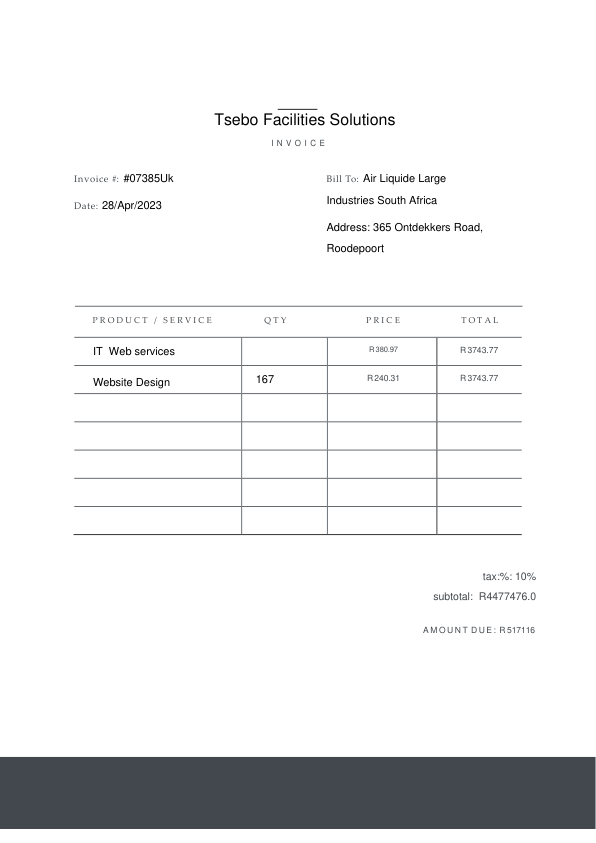 Tsebo Facilities Solutions
INVOICE
Invoice #: #07385Uk
Date: 28/Apr/2023
Bill To: Air Liquide Large
Industries South Africa
Address: 365 Ontdekkers Road,
Roodepoort
PRODUCT / SERVICE QTY PRICE TOTAL
IT Web services R380.97 R3743.77
Website Design 167 R240.31 R3743.77
tax:%: 10%
subtotal: R4477476.0
AMOUNT DUE: R517116